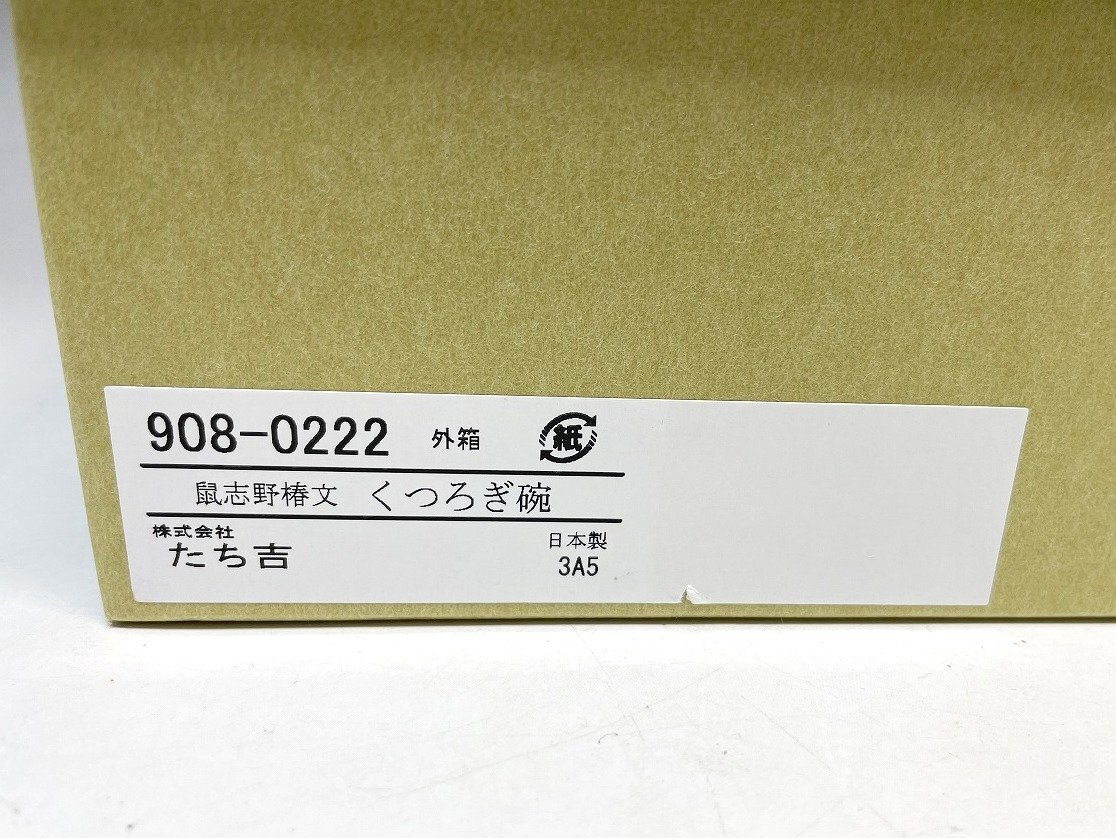 908-0222 外箱 紙
鼠志野椿文 くつろぎ碗
株式会社
たち吉
日本製
3A5